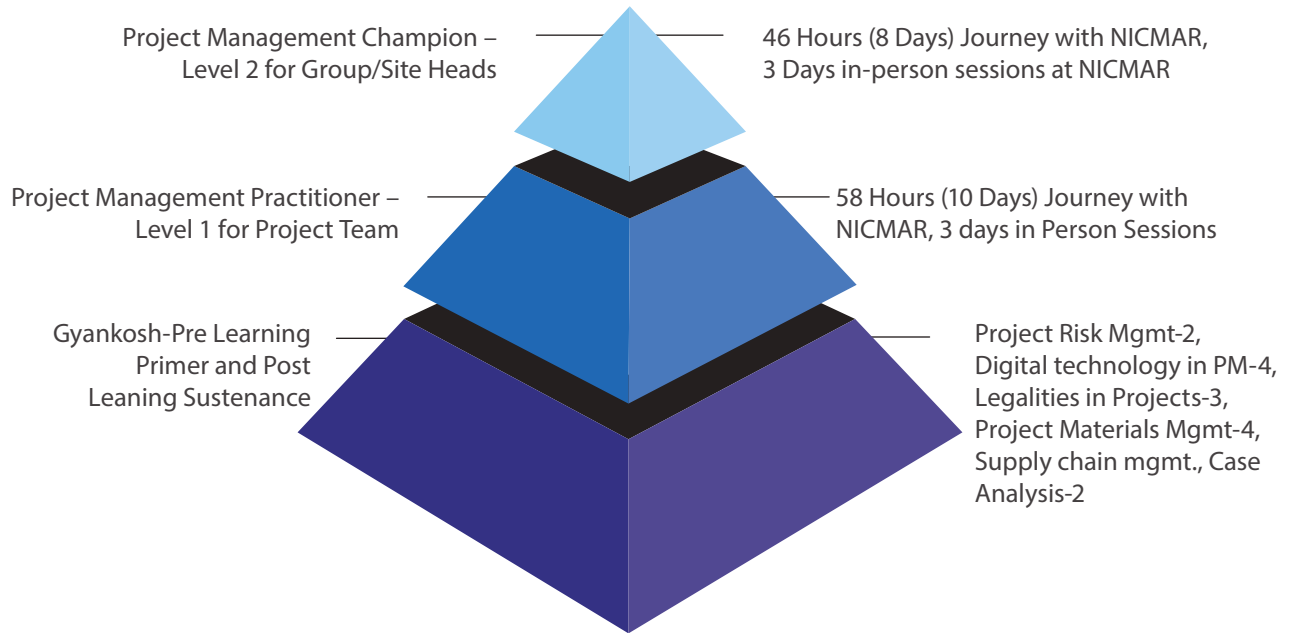 Project Management Champion –
Level 2 for Group/Site Heads
46 Hours (8 Days) Journey with NICMAR,
3 Days in-person sessions at NICMAR
Project Management Practitioner –
Level 1 for Project Team
58 Hours (10 Days) Journey with
NICMAR, 3 days in Person Sessions
Gyankosh-Pre Learning
Primer and Post
Leaning Sustenance
Project Risk Mgmt-2,
Digital technology in PM-4,
Legalities in Projects-3,
Project Materials Mgmt-4,
Supply chain mgmt., Case
Analysis-2